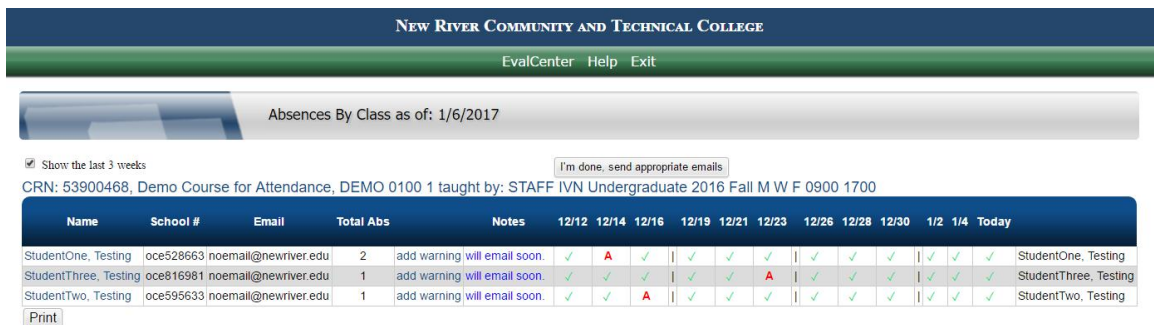 NEW RIVER COMMUNITY AND TECHNICAL COLLEGE
EvalCenter Help Exit
Absences By Class as of: 1/6/2017
Show the last 3 weeks
I'm done, send appropriate emails
CRN: 53900468, Demo Course for Attendance, DEMO 0100 1 taught by: STAFF IVN Undergraduate 2016 Fall M W F 0900 1700
Name School # Email Total Abs Notes 12/12 12/14 12/16 12/19 12/21 12/23 12/26 12/28 12/30 1/2 1/4 Today
StudentOne, Testing oce528663 noemail@newriver.edu 2 add warning will email soon. ✓ A ✓ | ✓ ✓ ✓ | ✓ ✓ ✓ | ✓ ✓ ✓ StudentOne, Testing
StudentThree, Testing oce816981 noemail@newriver.edu 1 add warning will email soon. ✓ ✓ ✓ | ✓ ✓ A | ✓ ✓ ✓ | ✓ ✓ ✓ StudentThree, Testing
StudentTwo, Testing oce595633 noemail@newriver.edu 1 add warning will email soon. ✓ ✓ A | ✓ ✓ ✓ | ✓ ✓ ✓ | ✓ ✓ ✓ StudentTwo, Testing
Print